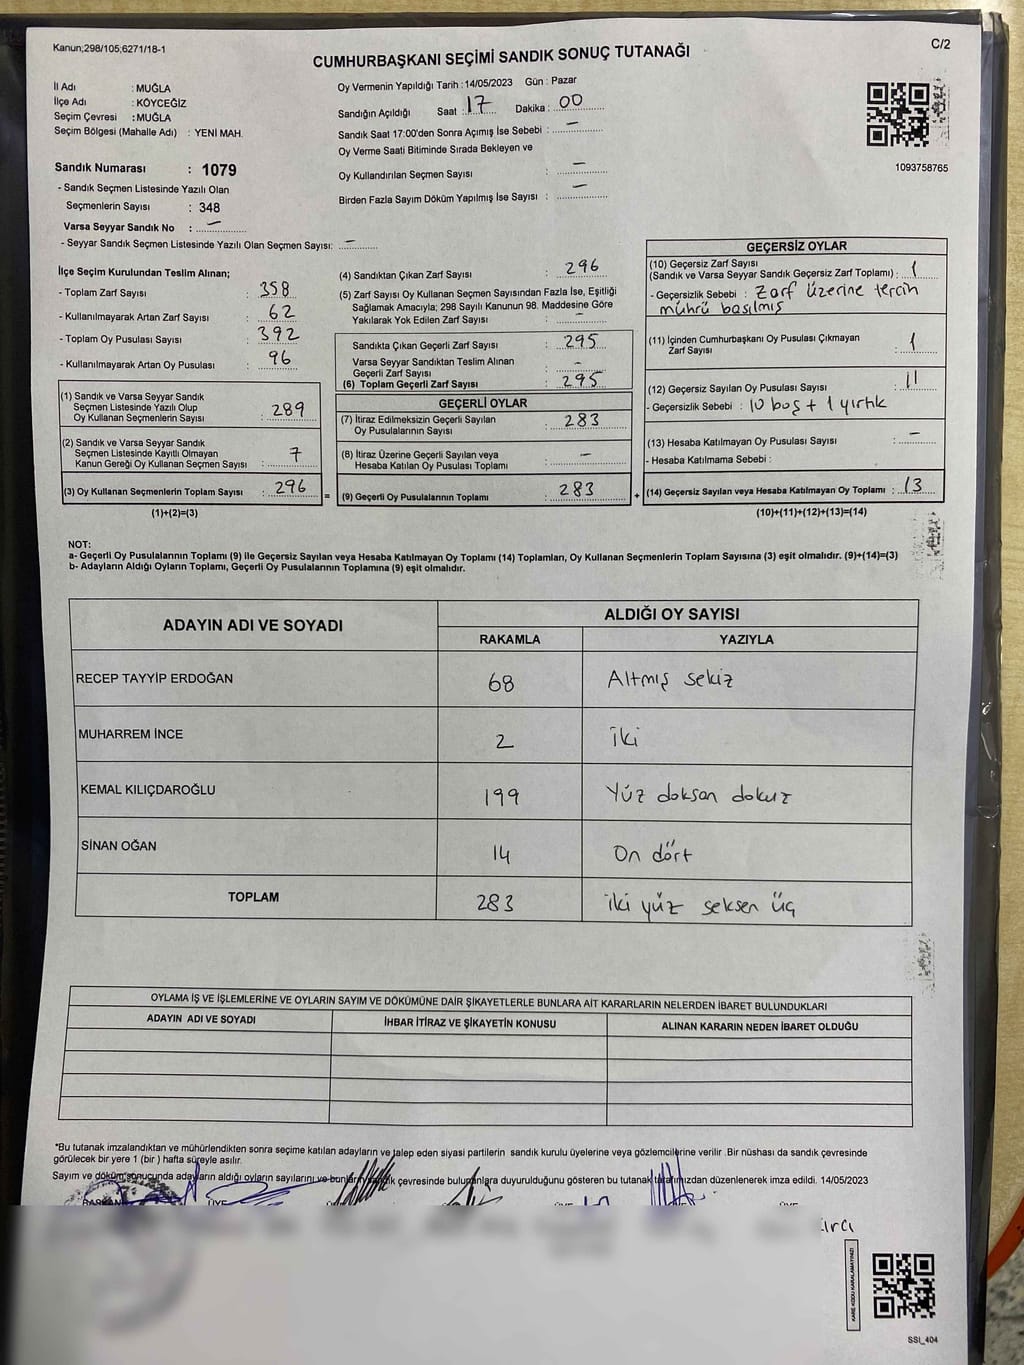 Kanun;298/105,6271/18-1
C/2
CUMHURBAŞKANI SEÇİMİ SANDIK SONUÇ TUTANAĞI
İl Adı : MUĞLA
İlçe Adı : KÖYCEĞİZ
Seçim Çevresi : MUĞLA
Seçim Bölgesi (Mahalle Adı) : YENİ MAH.
Sandık Numarası : 1079
- Sandık Seçmen Listesinde Yazılı Olan
Seçmenlerin Sayısı : 348
Varsa Seyyar Sandık No : —
- Seyyar Sandık Seçmen Listesinde Yazılı Olan Seçmen Sayısı: —
Oy Vermenin Yapıldığı Tarih : 14/05/2023 Gün : Pazar
Sandığın Açıldığı Saat : 17 Dakika : 00
Sandık Saat 17:00'den Sonra Açımış İse Sebebi : —
Oy Verme Saati Bitiminde Sırada Bekleyen ve
Oy Kullandırılan Seçmen Sayısı : —
Birden Fazla Sayım Döküm Yapılmış İse Sayısı : —
1093758765
İlçe Seçim Kurulundan Teslim Alınan;
- Toplam Zarf Sayısı : 358
- Kullanılmayarak Artan Zarf Sayısı : 62
- Toplam Oy Pusulası Sayısı : 392
- Kullanılmayarak Artan Oy Pusulası : 96
(1) Sandık ve Varsa Seyyar Sandık
Seçmen Listesinde Yazılı Olup
Oy Kullanan Seçmenlerin Sayısı : 289
(2) Sandık ve Varsa Seyyar Sandık
Seçmen Listesinde Kayıtlı Olmayan
Kanun Gereği Oy Kullanan Seçmen Sayısı : 7
(3) Oy Kullanan Seçmenlerin Toplam Sayısı : 296
(1)+(2)=(3)
(4) Sandıktan Çıkan Zarf Sayısı : 296
(5) Zarf Sayısı Oy Kullanan Seçmen Sayısından Fazla İse, Eşitliği
Sağlamak Amacıyla; 298 Sayılı Kanunun 98. Maddesine Göre
Yakılarak Yok Edilen Zarf Sayısı : —
Sandıkta Çıkan Geçerli Zarf Sayısı : 295
Varsa Seyyar Sandıktan Teslim Alınan
Geçerli Zarf Sayısı : —
(6) Toplam Geçerli Zarf Sayısı : 295
GEÇERLİ OYLAR
(7) İtiraz Edilmeksizin Geçerli Sayılan
Oy Pusulalarının Sayısı : 283
(8) İtiraz Üzerine Geçerli Sayılan veya
Hesaba Katılan Oy Pusulası Toplamı : —
= (9) Geçerli Oy Pusulalarının Toplamı : 283
GEÇERSİZ OYLAR
(10) Geçersiz Zarf Sayısı
(Sandık ve Varsa Seyyar Sandık Geçersiz Zarf Toplamı) : 1
- Geçersizlik Sebebi : Zarf üzerine tercih
mührü basılmış
(11) İçinden Cumhurbaşkanı Oy Pusulası Çıkmayan
Zarf Sayısı : 1
(12) Geçersiz Sayılan Oy Pusulası Sayısı : 11
- Geçersizlik Sebebi : 10 boş + 1 yırtık
(13) Hesaba Katılmayan Oy Pusulası Sayısı : —
- Hesaba Katılmama Sebebi :
+ (14) Geçersiz Sayılan veya Hesaba Katılmayan Oy Toplamı : 13
(10)+(11)+(12)+(13)=(14)
NOT:
a- Geçerli Oy Pusulalarının Toplamı (9) ile Geçersiz Sayılan veya Hesaba Katılmayan Oy Toplamı (14) Toplamları, Oy Kullanan Seçmenlerin Toplam Sayısına (3) eşit olmalıdır. (9)+(14)=(3)
b- Adayların Aldığı Oyların Toplamı, Geçerli Oy Pusulalarının Toplamına (9) eşit olmalıdır.
ADAYIN ADI VE SOYADI
ALDIĞI OY SAYISI
RAKAMLA YAZIYLA
RECEP TAYYİP ERDOĞAN 68 Altmış sekiz
MUHARREM İNCE 2 iki
KEMAL KILIÇDAROĞLU 199 Yüz doksan dokuz
SİNAN OĞAN 14 On dört
TOPLAM 283 iki yüz seksen üç
OYLAMA İŞ VE İŞLEMLERİNE VE OYLARIN SAYIM VE DÖKÜMÜNE DAİR ŞİKAYETLERLE BUNLARA AİT KARARLARIN NELERDEN İBARET BULUNDUKLARI
ADAYIN ADI VE SOYADI İHBAR İTİRAZ VE ŞİKAYETİN KONUSU ALINAN KARARIN NEDEN İBARET OLDUĞU
*Bu tutanak imzalandıktan ve mühürlendikten sonra seçime katılan adayların ve talep eden siyasi partilerin sandık kurulu üyelerine veya gözlemcilerine verilir .Bir nüshası da sandık çevresinde
görülecek bir yere 1 (bir ) hafta süreyle asılır.
Sayım ve döküm sonucunda adayların aldığı oyların sayılarını ve bunların sandık çevresinde bulunanlara duyurulduğunu gösteren bu tutanak tarafımızdan düzenlenerek imza edildi. 14/05/2023
BAŞKAN ÜYE ÜYE ÜYE
KARE KODU KARALAMAYINIZ!
SSI_404